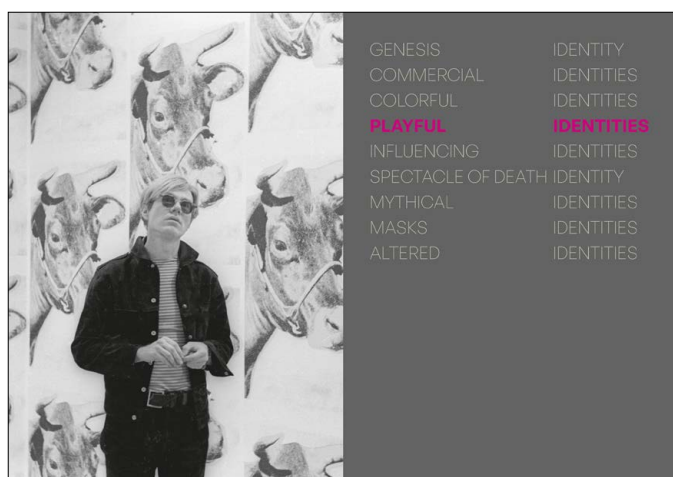 GENESIS IDENTITY
COMMERCIAL IDENTITIES
COLORFUL IDENTITIES
PLAYFUL IDENTITIES
INFLUENCING IDENTITIES
SPECTACLE OF DEATH IDENTITY
MYTHICAL IDENTITIES
MASKS IDENTITIES
ALTERED IDENTITIES